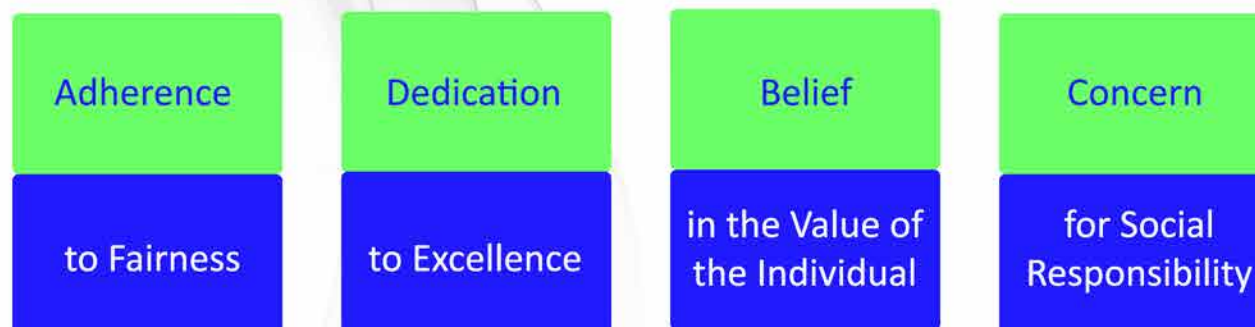 Adherence
to Fairness
Dedication
to Excellence
Belief
in the Value of
the Individual
Concern
for Social
Responsibility